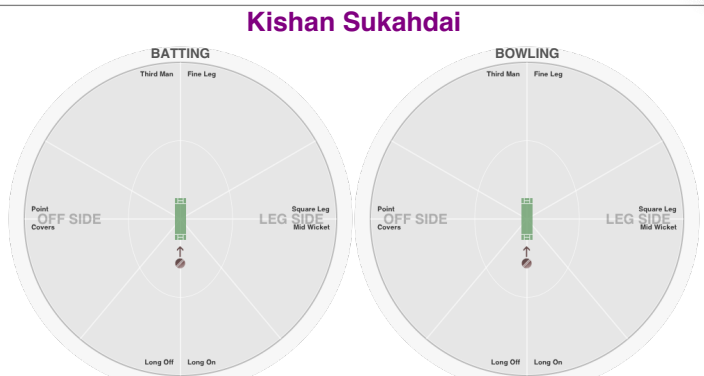 Kishan Sukahdai
BATTING
Third Man Fine Leg
Point
OFF SIDE
Covers
Square Leg
LEG SIDE
Mid Wicket
Long Off Long On
BOWLING
Third Man Fine Leg
Point
OFF SIDE
Covers
Square Leg
LEG SIDE
Mid Wicket
Long Off Long On